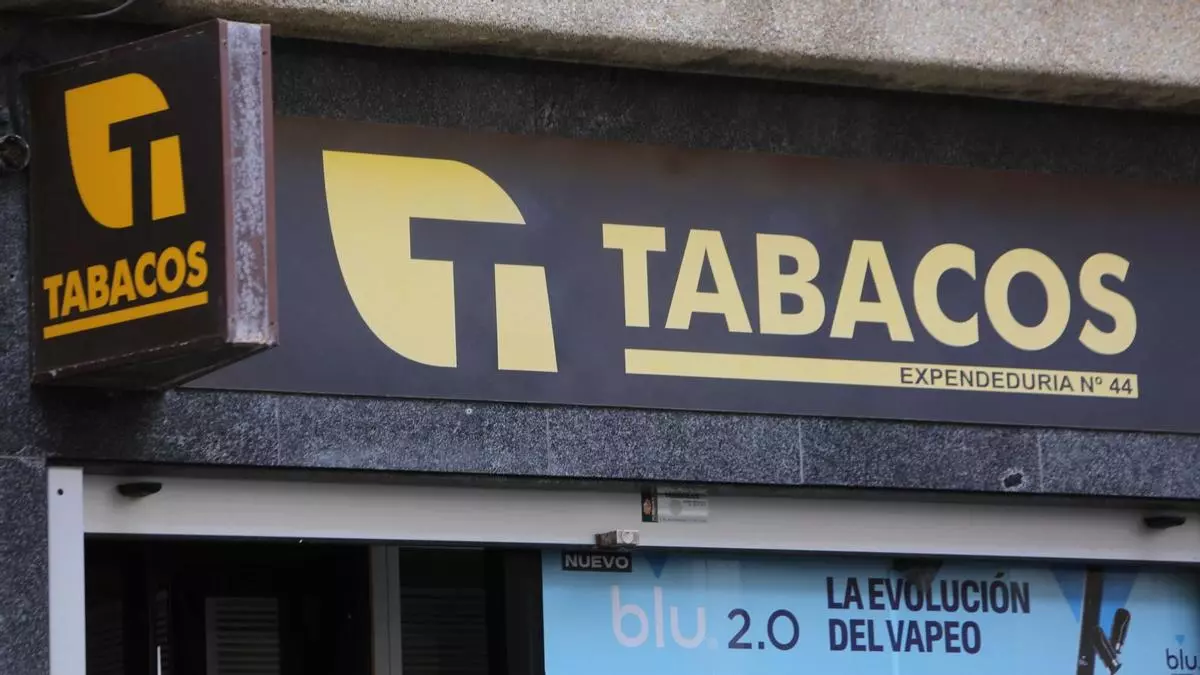 TABACOS
TABACOS
EXPENDEDURIA Nº 44
NUEVO
blu® 2.0
LA EVOLUCIÓN
DEL VAPEO
blu